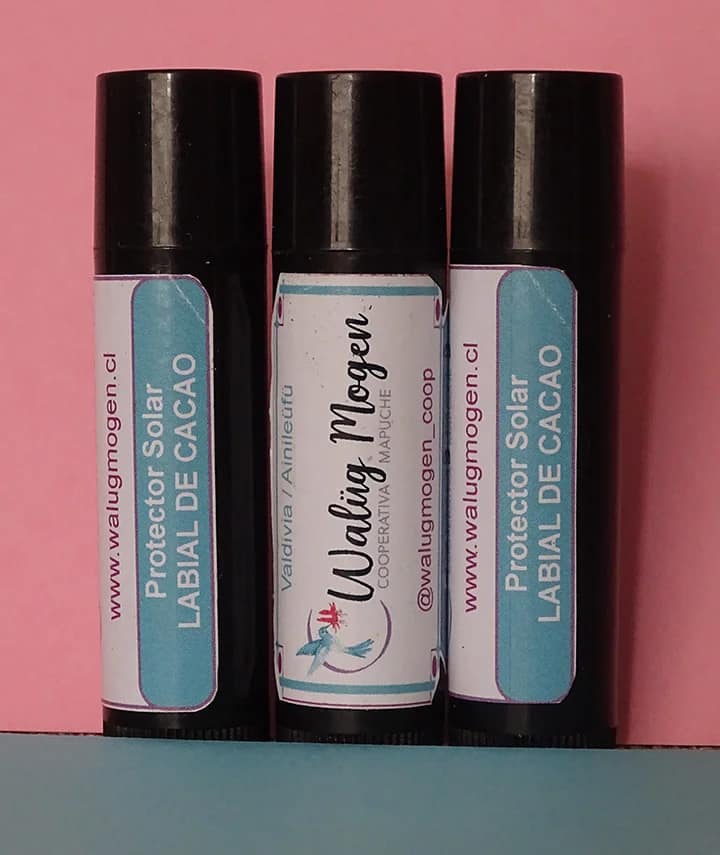 www.walugmogen.cl
Protector Solar
LABIAL DE CACAO
Valdivia / Ainileufu
Walüg Mogen
COOPERATIVA MAPUCHE
@walugmogen_coop
www.walugmogen.cl
Protector Solar
LABIAL DE CACAO